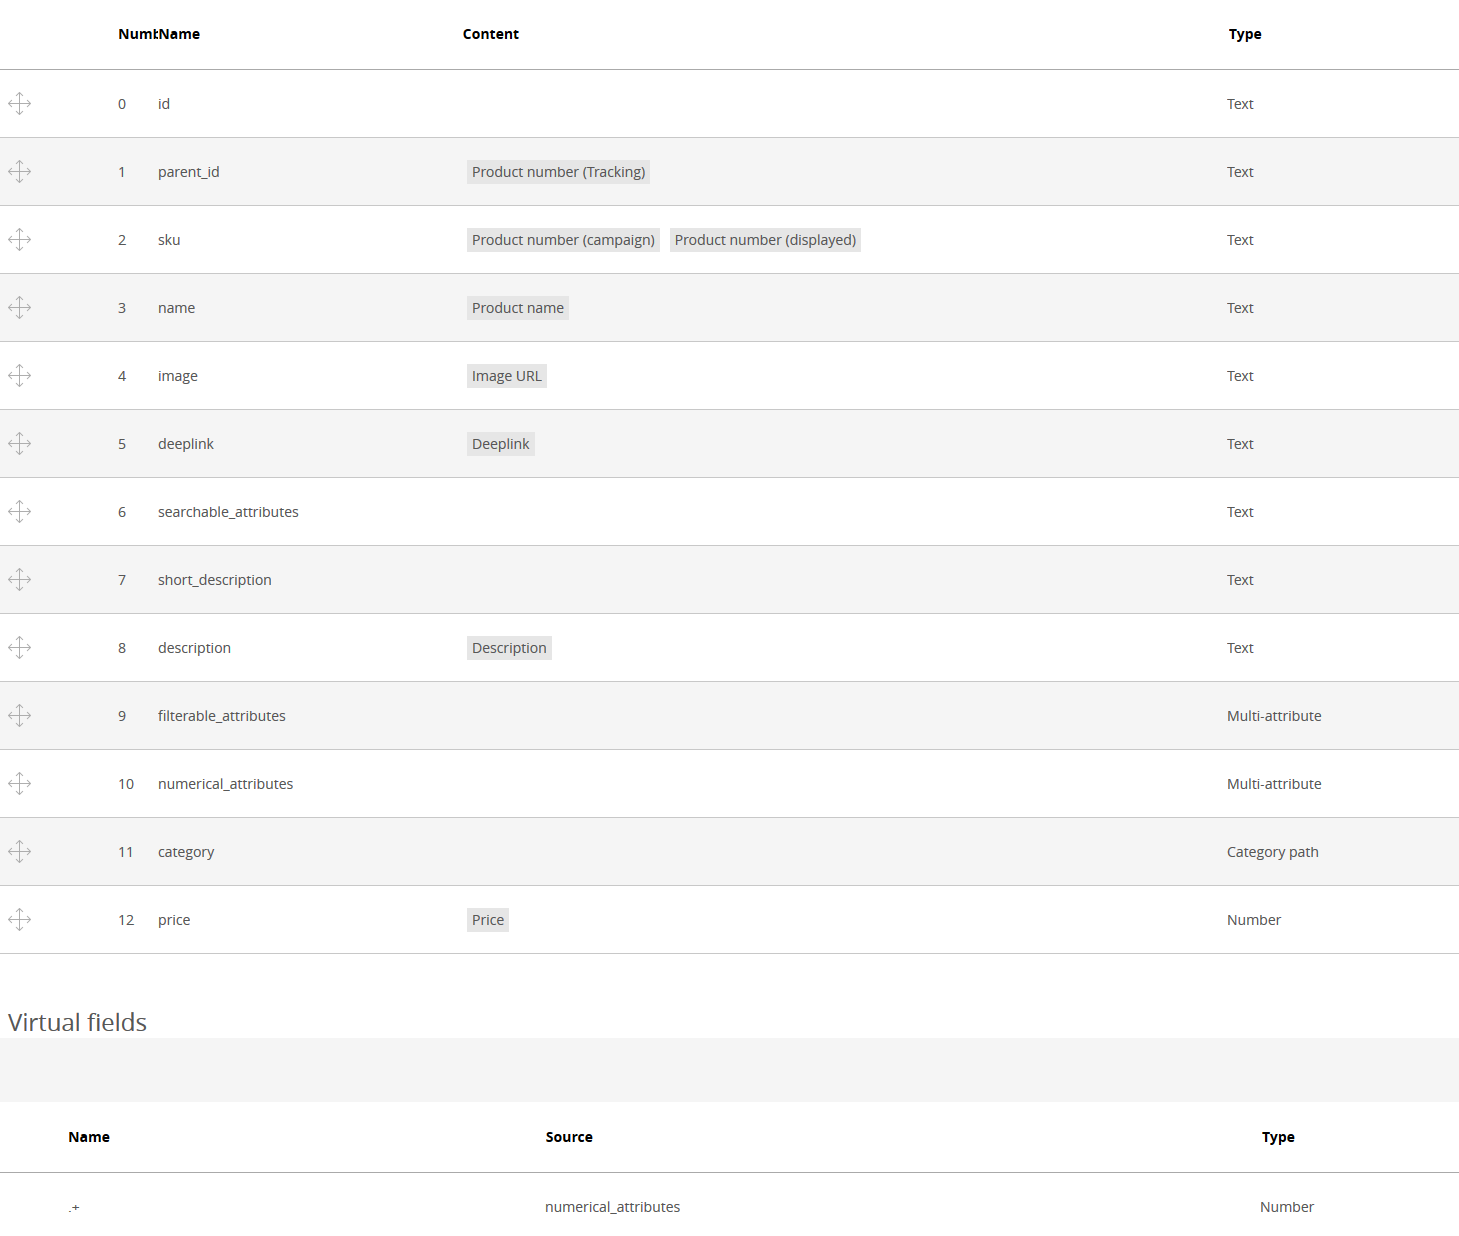 Numb Name Content Type
0 id Text
1 parent_id Product number (Tracking) Text
2 sku Product number (campaign) Product number (displayed) Text
3 name Product name Text
4 image Image URL Text
5 deeplink Deeplink Text
6 searchable_attributes Text
7 short_description Text
8 description Description Text
9 filterable_attributes Multi-attribute
10 numerical_attributes Multi-attribute
11 category Category path
12 price Price Number
Virtual fields
Name Source Type
.+ numerical_attributes Number